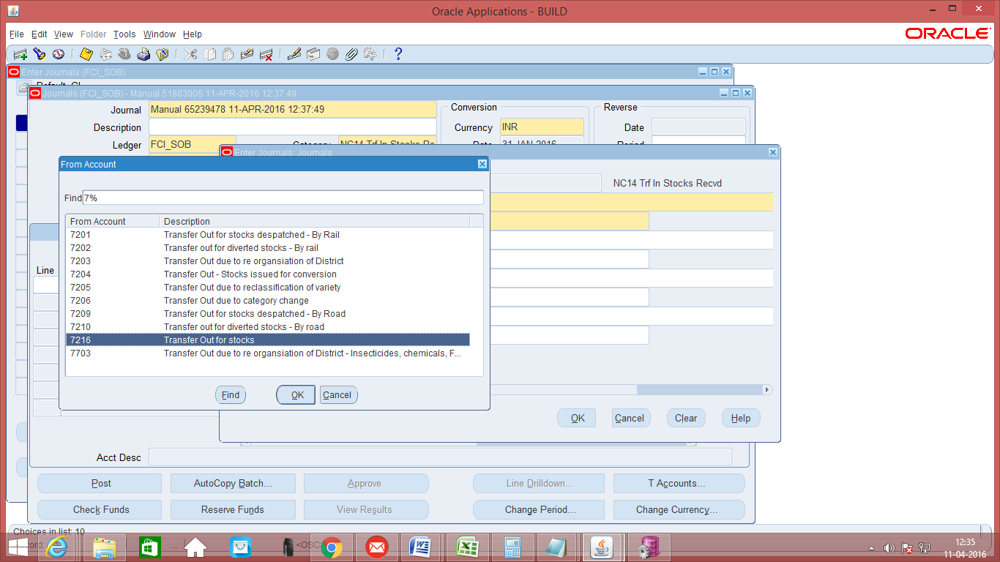 Oracle Applications - BUILD
File Edit View Folder Tools Window Help
ORACLE
Enter Journals (FCI_SOB)
Journals (FCI_SOB) - Manual 51883005 11-APR-2016 12:37:49
Journal Manual 65239478 11-APR-2016 12:37:49
Conversion
Reverse
Description
Currency INR
Date
Ledger FCI_SOB
NC14 Trf In Stocks Re
31-JAN-2016
Enter Journals: Journals
From Account
NC14 Trf In Stocks Recvd
Find 7%
From Account Description
7201 Transfer Out for stocks despatched - By Rail
7202 Transfer out for diverted stocks - By rail
7203 Transfer Out due to re organsiation of District
7204 Transfer Out - Stocks issued for conversion
7205 Transfer Out due to reclassification of variety
7206 Transfer Out due to category change
7209 Transfer Out for stocks despatched - By Road
7210 Transfer out for diverted stocks - By road
7216 Transfer Out for stocks
7703 Transfer Out due to re organsiation of District - Insecticides, chemicals, F...
Line
Find OK Cancel
OK Cancel Clear Help
Acct Desc
Post AutoCopy Batch... Approve Line Drilldown... T Accounts...
Check Funds Reserve Funds View Results Change Period... Change Currency...
Choices in list: 10
... <OSC>
12:35
11-04-2016